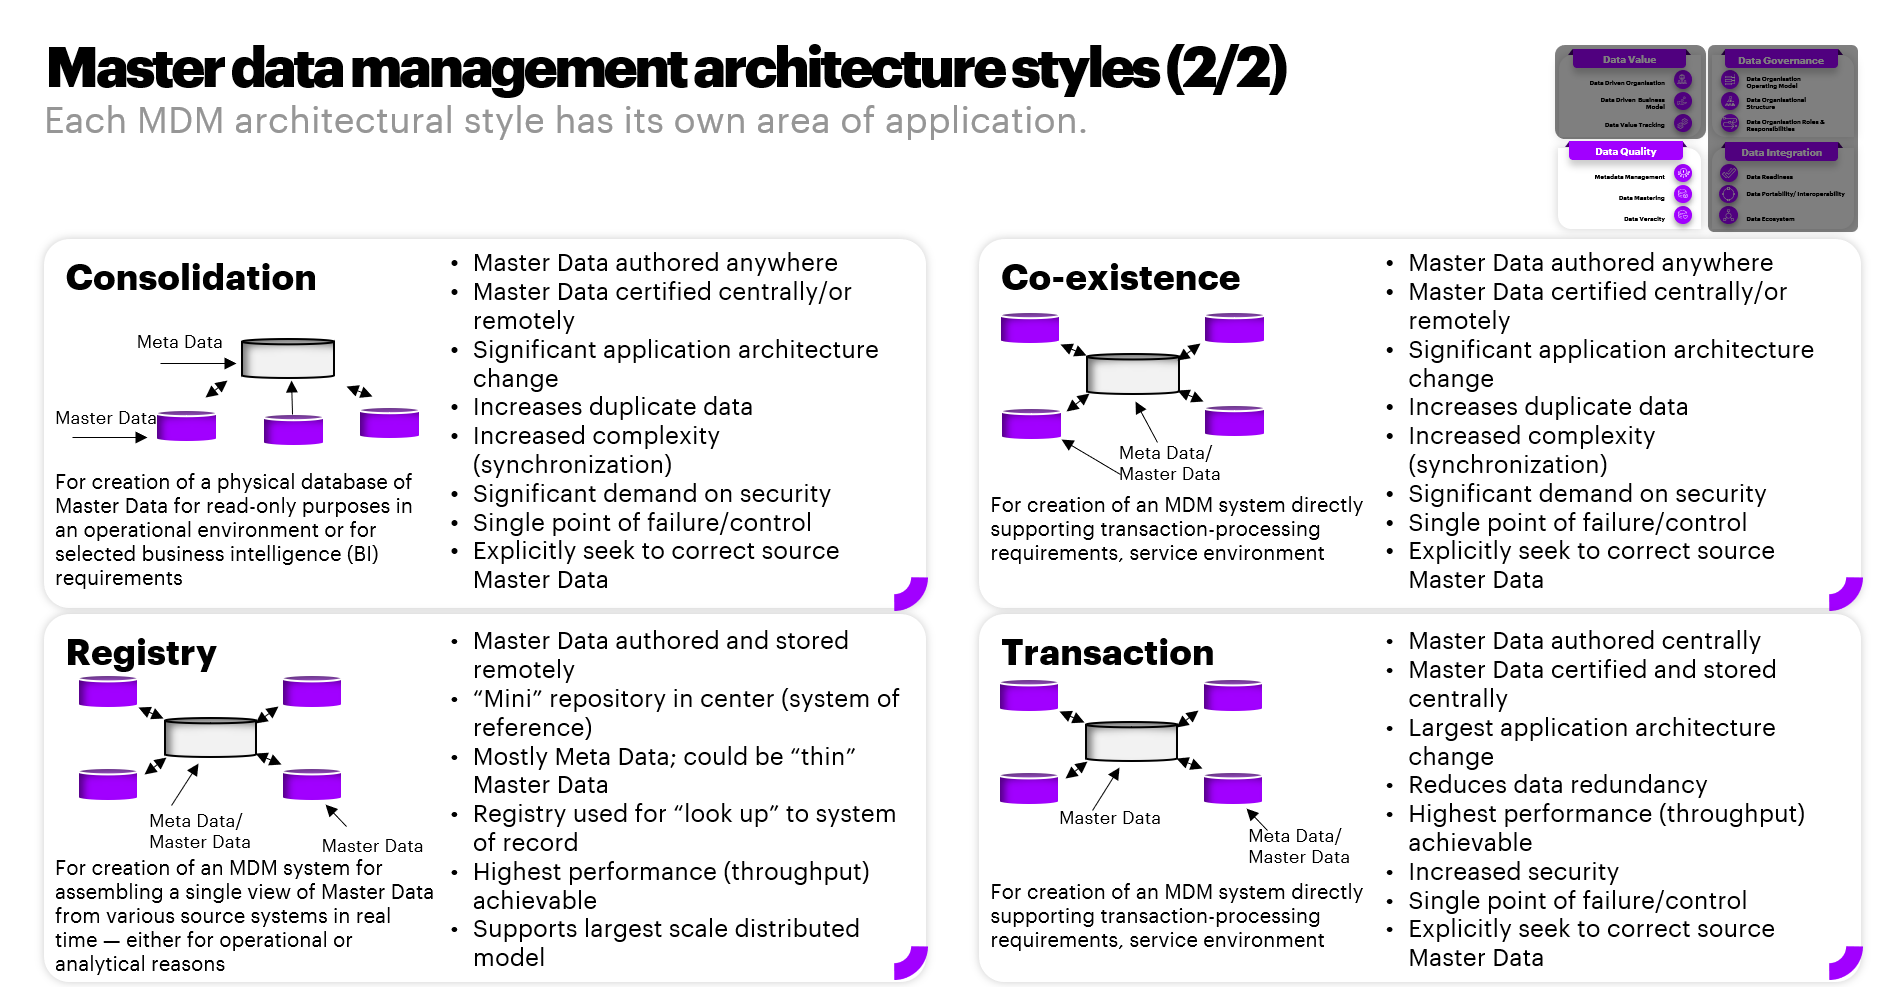 Master data management architecture styles (2/2)
Each MDM architectural style has its own area of application.
Data Value
Data Driven Organisation
Data Driven Business
Model
Data Value Tracking
Data Governance
Data Organisation
Operating Model
Data Organisational
Structure
Data Organisation Roles &
Responsibilities
Data Quality
Metadata Management
Data Mastering
Data Veracity
Data Integration
Data Readiness
Data Portability/ Interoperability
Data Ecosystem
Consolidation
Meta Data
Master Data
For creation of a physical database of
Master Data for read-only purposes in
an operational environment or for
selected business intelligence (BI)
requirements
• Master Data authored anywhere
• Master Data certified centrally/or
remotely
• Significant application architecture
change
• Increases duplicate data
• Increased complexity
(synchronization)
• Significant demand on security
• Single point of failure/control
• Explicitly seek to correct source
Master Data
Co-existence
Meta Data/
Master Data
For creation of an MDM system directly
supporting transaction-processing
requirements, service environment
• Master Data authored anywhere
• Master Data certified centrally/or
remotely
• Significant application architecture
change
• Increases duplicate data
• Increased complexity
(synchronization)
• Significant demand on security
• Single point of failure/control
• Explicitly seek to correct source
Master Data
Registry
Meta Data/
Master Data
Master Data
For creation of an MDM system for
assembling a single view of Master Data
from various source systems in real
time — either for operational or
analytical reasons
• Master Data authored and stored
remotely
• “Mini” repository in center (system of
reference)
• Mostly Meta Data; could be “thin”
Master Data
• Registry used for “look up” to system
of record
• Highest performance (throughput)
achievable
• Supports largest scale distributed
model
Transaction
Master Data
Meta Data/
Master Data
For creation of an MDM system directly
supporting transaction-processing
requirements, service environment
• Master Data authored centrally
• Master Data certified and stored
centrally
• Largest application architecture
change
• Reduces data redundancy
• Highest performance (throughput)
achievable
• Increased security
• Single point of failure/control
• Explicitly seek to correct source
Master Data